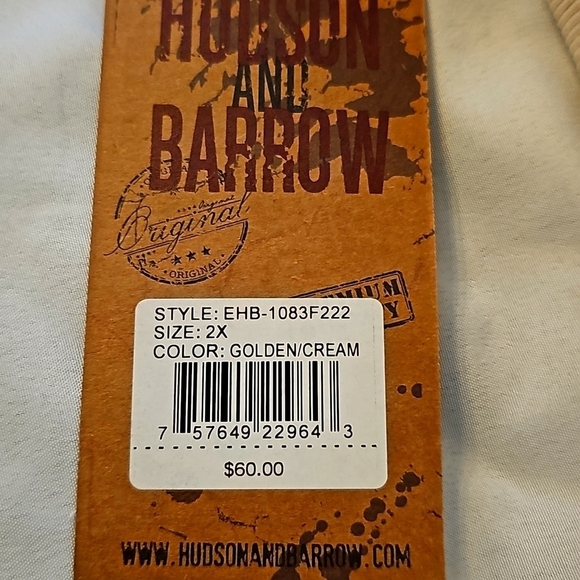 HUDSON
AND
BARROW
Original
Original
★ ★ ★
ORIGINAL
STYLE: EHB-1083F222
SIZE: 2X
COLOR: GOLDEN/CREAM
7 57649 22964 3
$60.00
WWW.HUDSONANDBARROW.COM